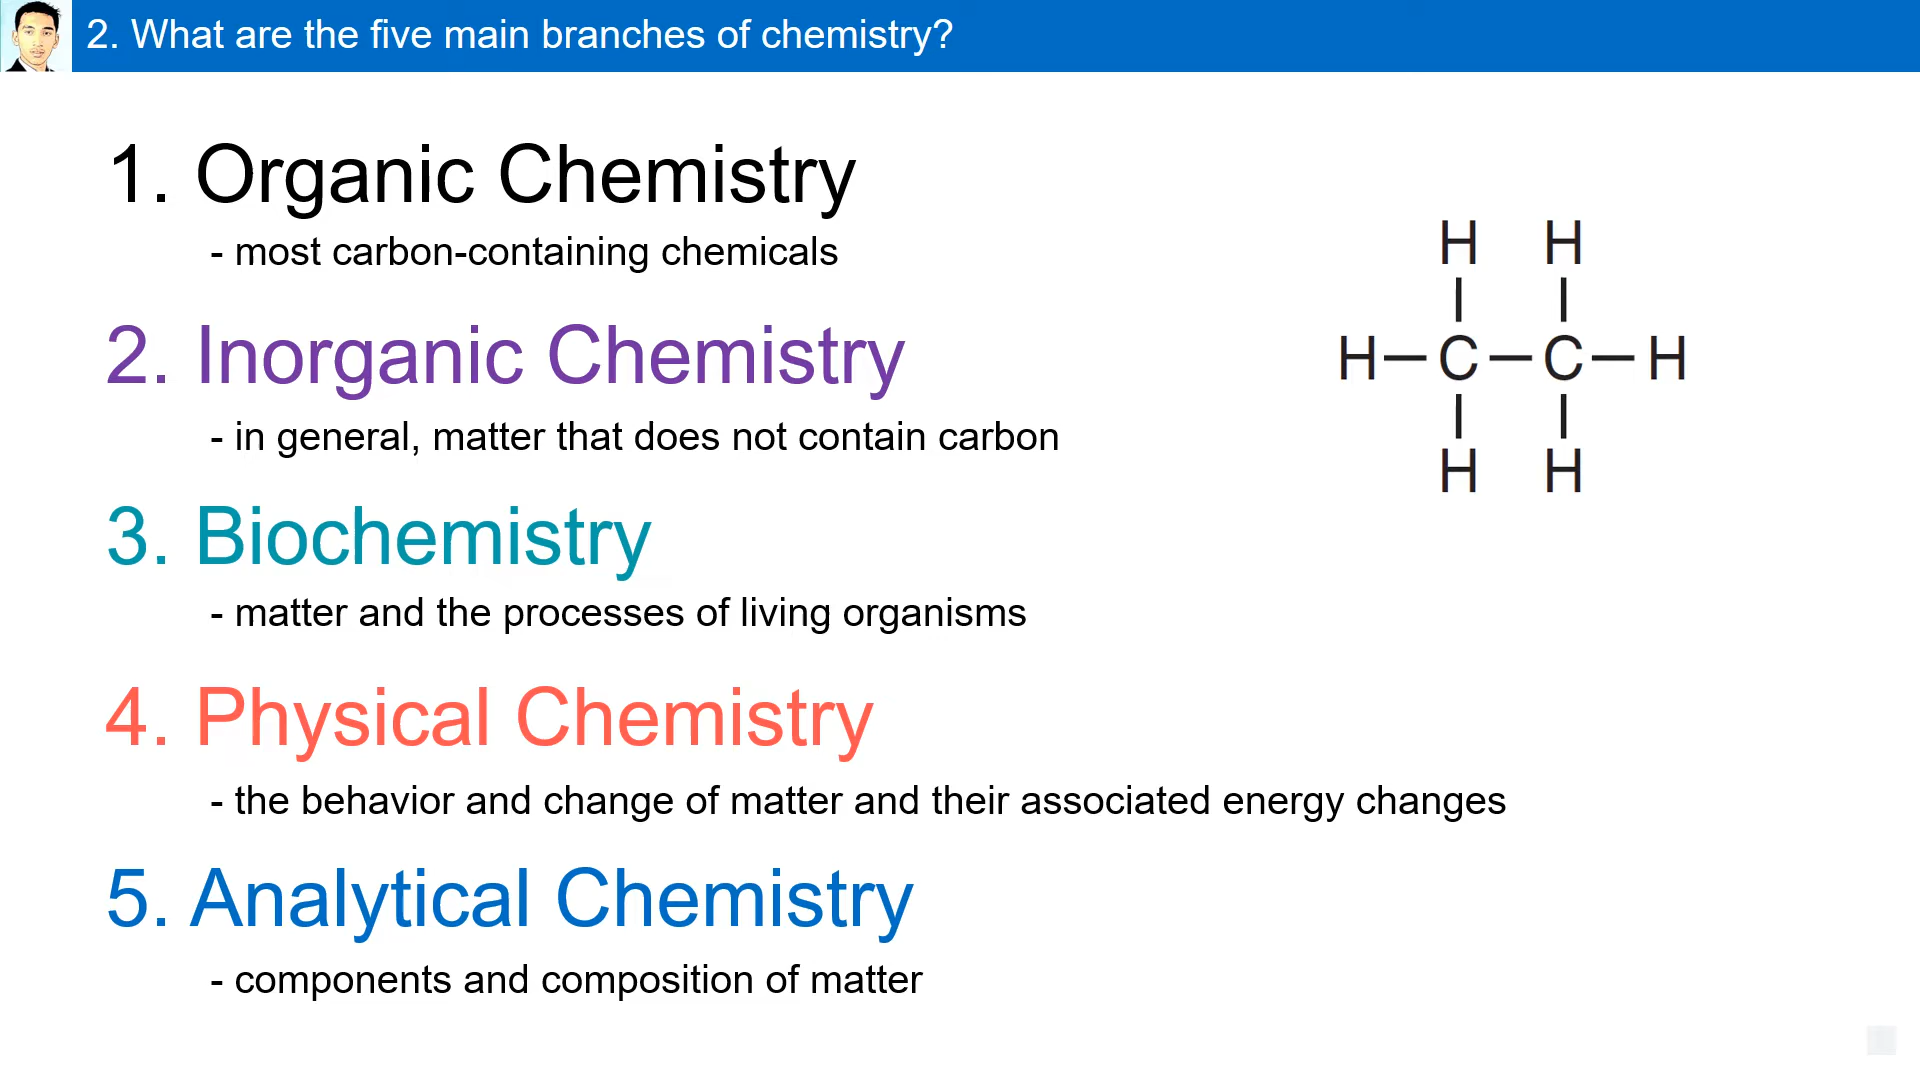 2. What are the five main branches of chemistry?
1. Organic Chemistry
- most carbon-containing chemicals
2. Inorganic Chemistry
- in general, matter that does not contain carbon
3. Biochemistry
- matter and the processes of living organisms
4. Physical Chemistry
- the behavior and change of matter and their associated energy changes
5. Analytical Chemistry
- components and composition of matter
H H
H C C H
H H